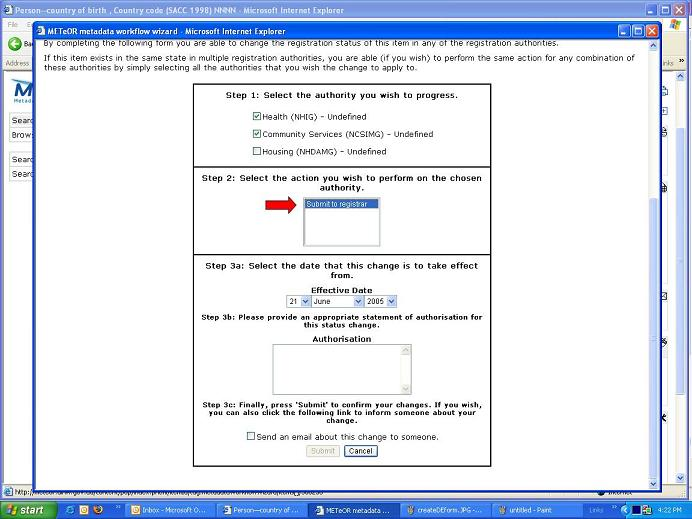 Person—country of birth , Country code (SACC 1998) NNNN - Microsoft Internet Explorer
METeOR metadata workflow wizard - Microsoft Internet Explorer
File
Back
Address
Links
Metad
Sear
Brow
Sear
Sear
By completing the following form you are able to change the registration status of this item in any of the registration authorities.
If this item exists in the same state in multiple registration authorities, you are able (if you wish) to perform the same action for any combination of
these authorities by simply selecting all the authorities that you wish the change to apply to.
Step 1: Select the authority you wish to progress.
Health (NHIG) - Undefined
Community Services (NCSIMG) - Undefined
Housing (NHDAMG) - Undefined
Step 2: Select the action you wish to perform on the chosen
authority.
Submit to registrar
Step 3a: Select the date that this change is to take effect
from.
Effective Date
21 June 2005
Step 3b: Please provide an appropriate statement of authorisation for
this status change.
Authorisation
Step 3c: Finally, press 'Submit' to confirm your changes. If you wish,
you can also click the following link to inform someone about your
change.
Send an email about this change to someone.
Submit Cancel
Internet
start
Inbox - Microsoft O...
Person—country of ...
METeOR metadata ...
createDEform.JPG -...
untitled - Paint
Links
4:22 PM